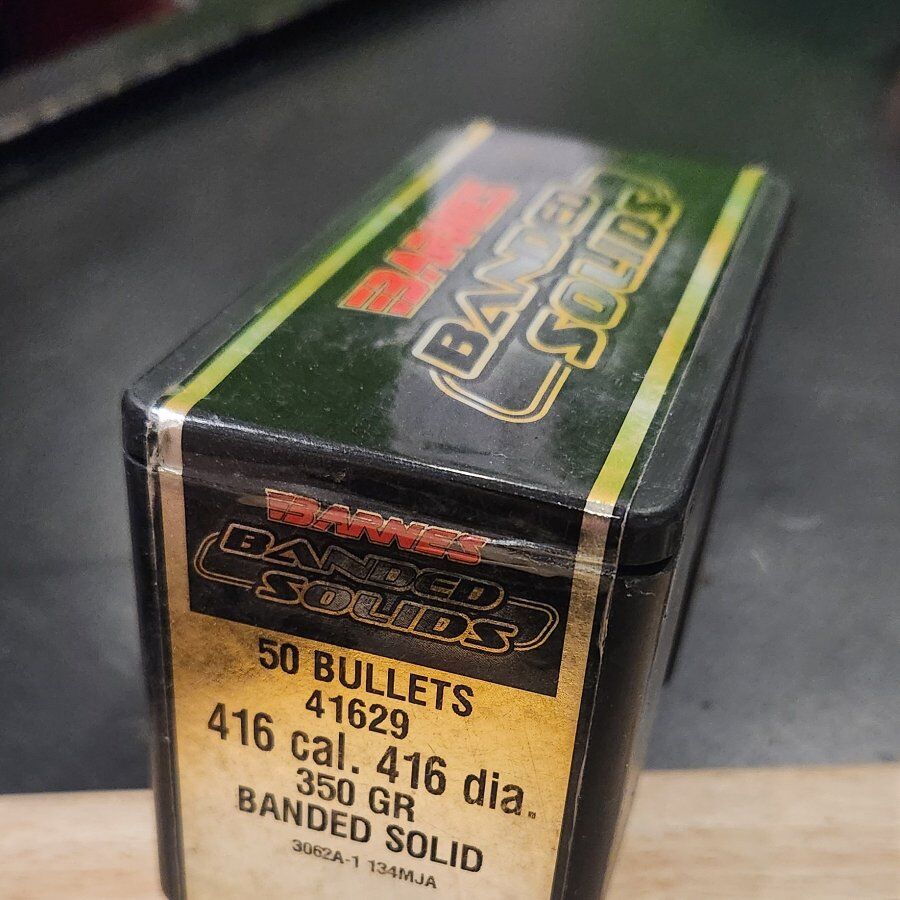 BARNES
BANDED
SOLIDS
BARNES
BANDED
SOLIDS
50 BULLETS
41629
416 cal. 416 dia.
350 GR
BANDED SOLID
3062A-1 134MJA